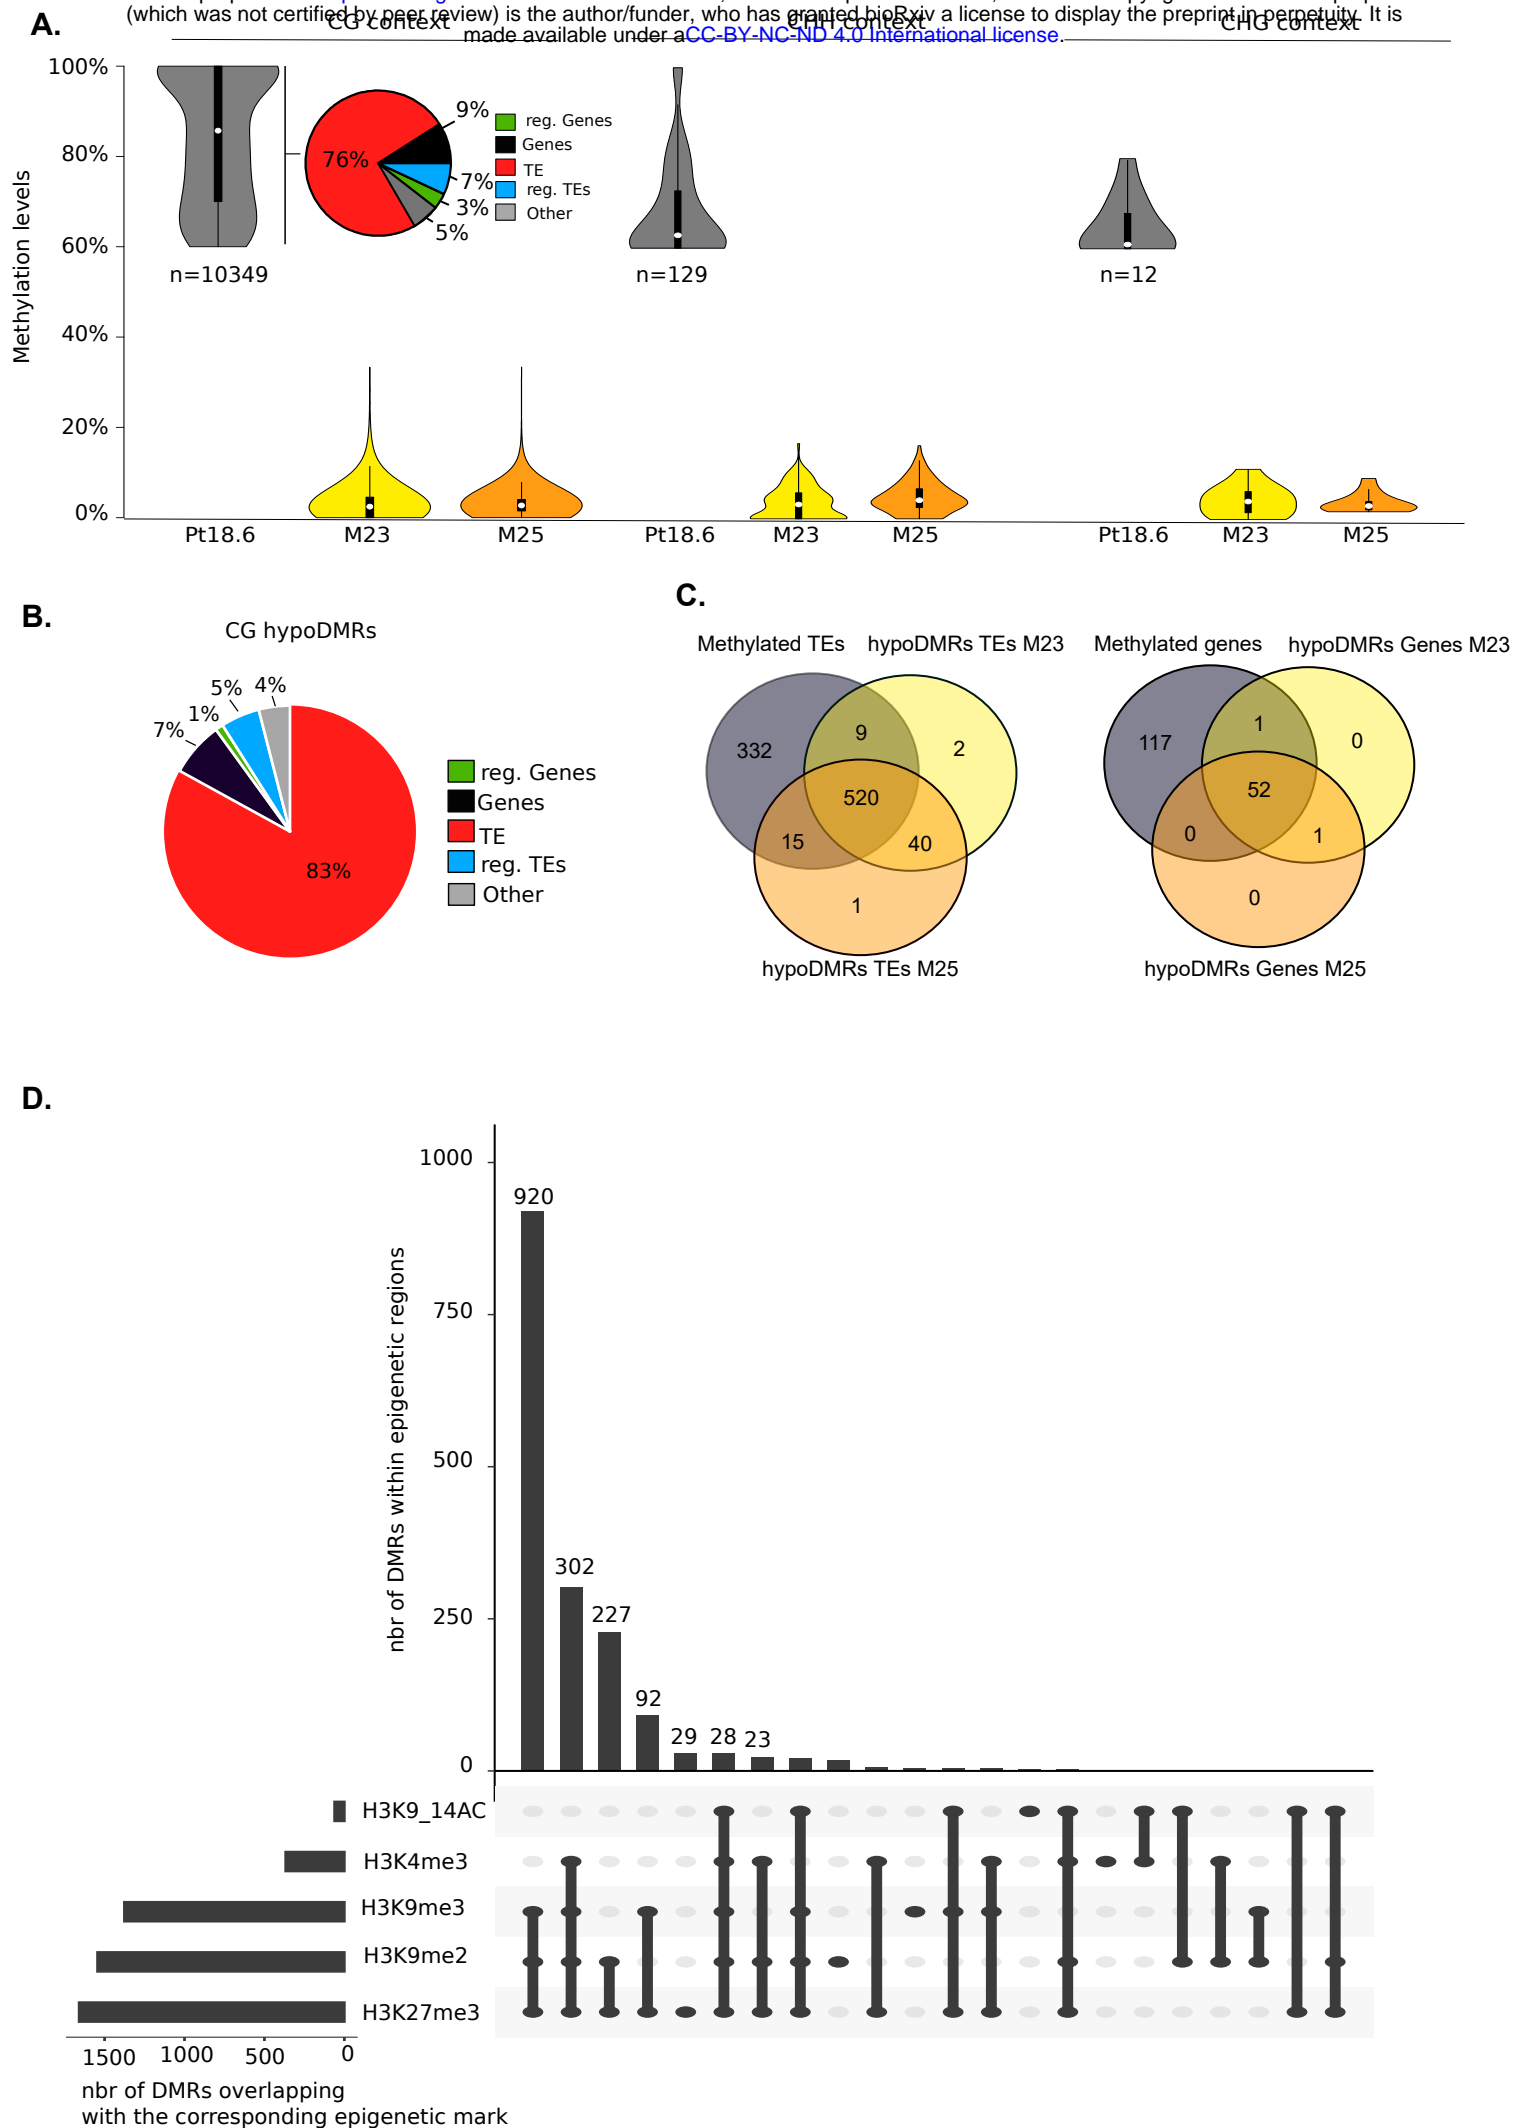 (which was not certified by peer review) is the author/funder, who has granted bioRxiv a license to display the preprint in perpetuity. It is
made available under aCC-BY-NC-ND 4.0 International license.
A.
CG context
CHH context
CHG context
Methylation levels
100%
80%
60%
40%
20%
0%
76%
9%
7%
3%
5%
reg. Genes
Genes
TE
reg. TEs
Other
n=10349
n=129
n=12
Pt18.6 M23 M25 Pt18.6 M23 M25 Pt18.6 M23 M25
B.
CG hypoDMRs
7%
1%
5%
4%
83%
reg. Genes
Genes
TE
reg. TEs
Other
C.
Methylated TEs
hypoDMRs TEs M23
332
9
2
520
15
40
1
hypoDMRs TEs M25
Methylated genes
hypoDMRs Genes M23
117
1
0
52
0
1
0
hypoDMRs Genes M25
D.
nbr of DMRs within epigenetic regions
1000
750
500
250
0
920
302
227
92
29
28
23
H3K9_14AC
H3K4me3
H3K9me3
H3K9me2
H3K27me3
1500 1000 500 0
nbr of DMRs overlapping
with the corresponding epigenetic mark